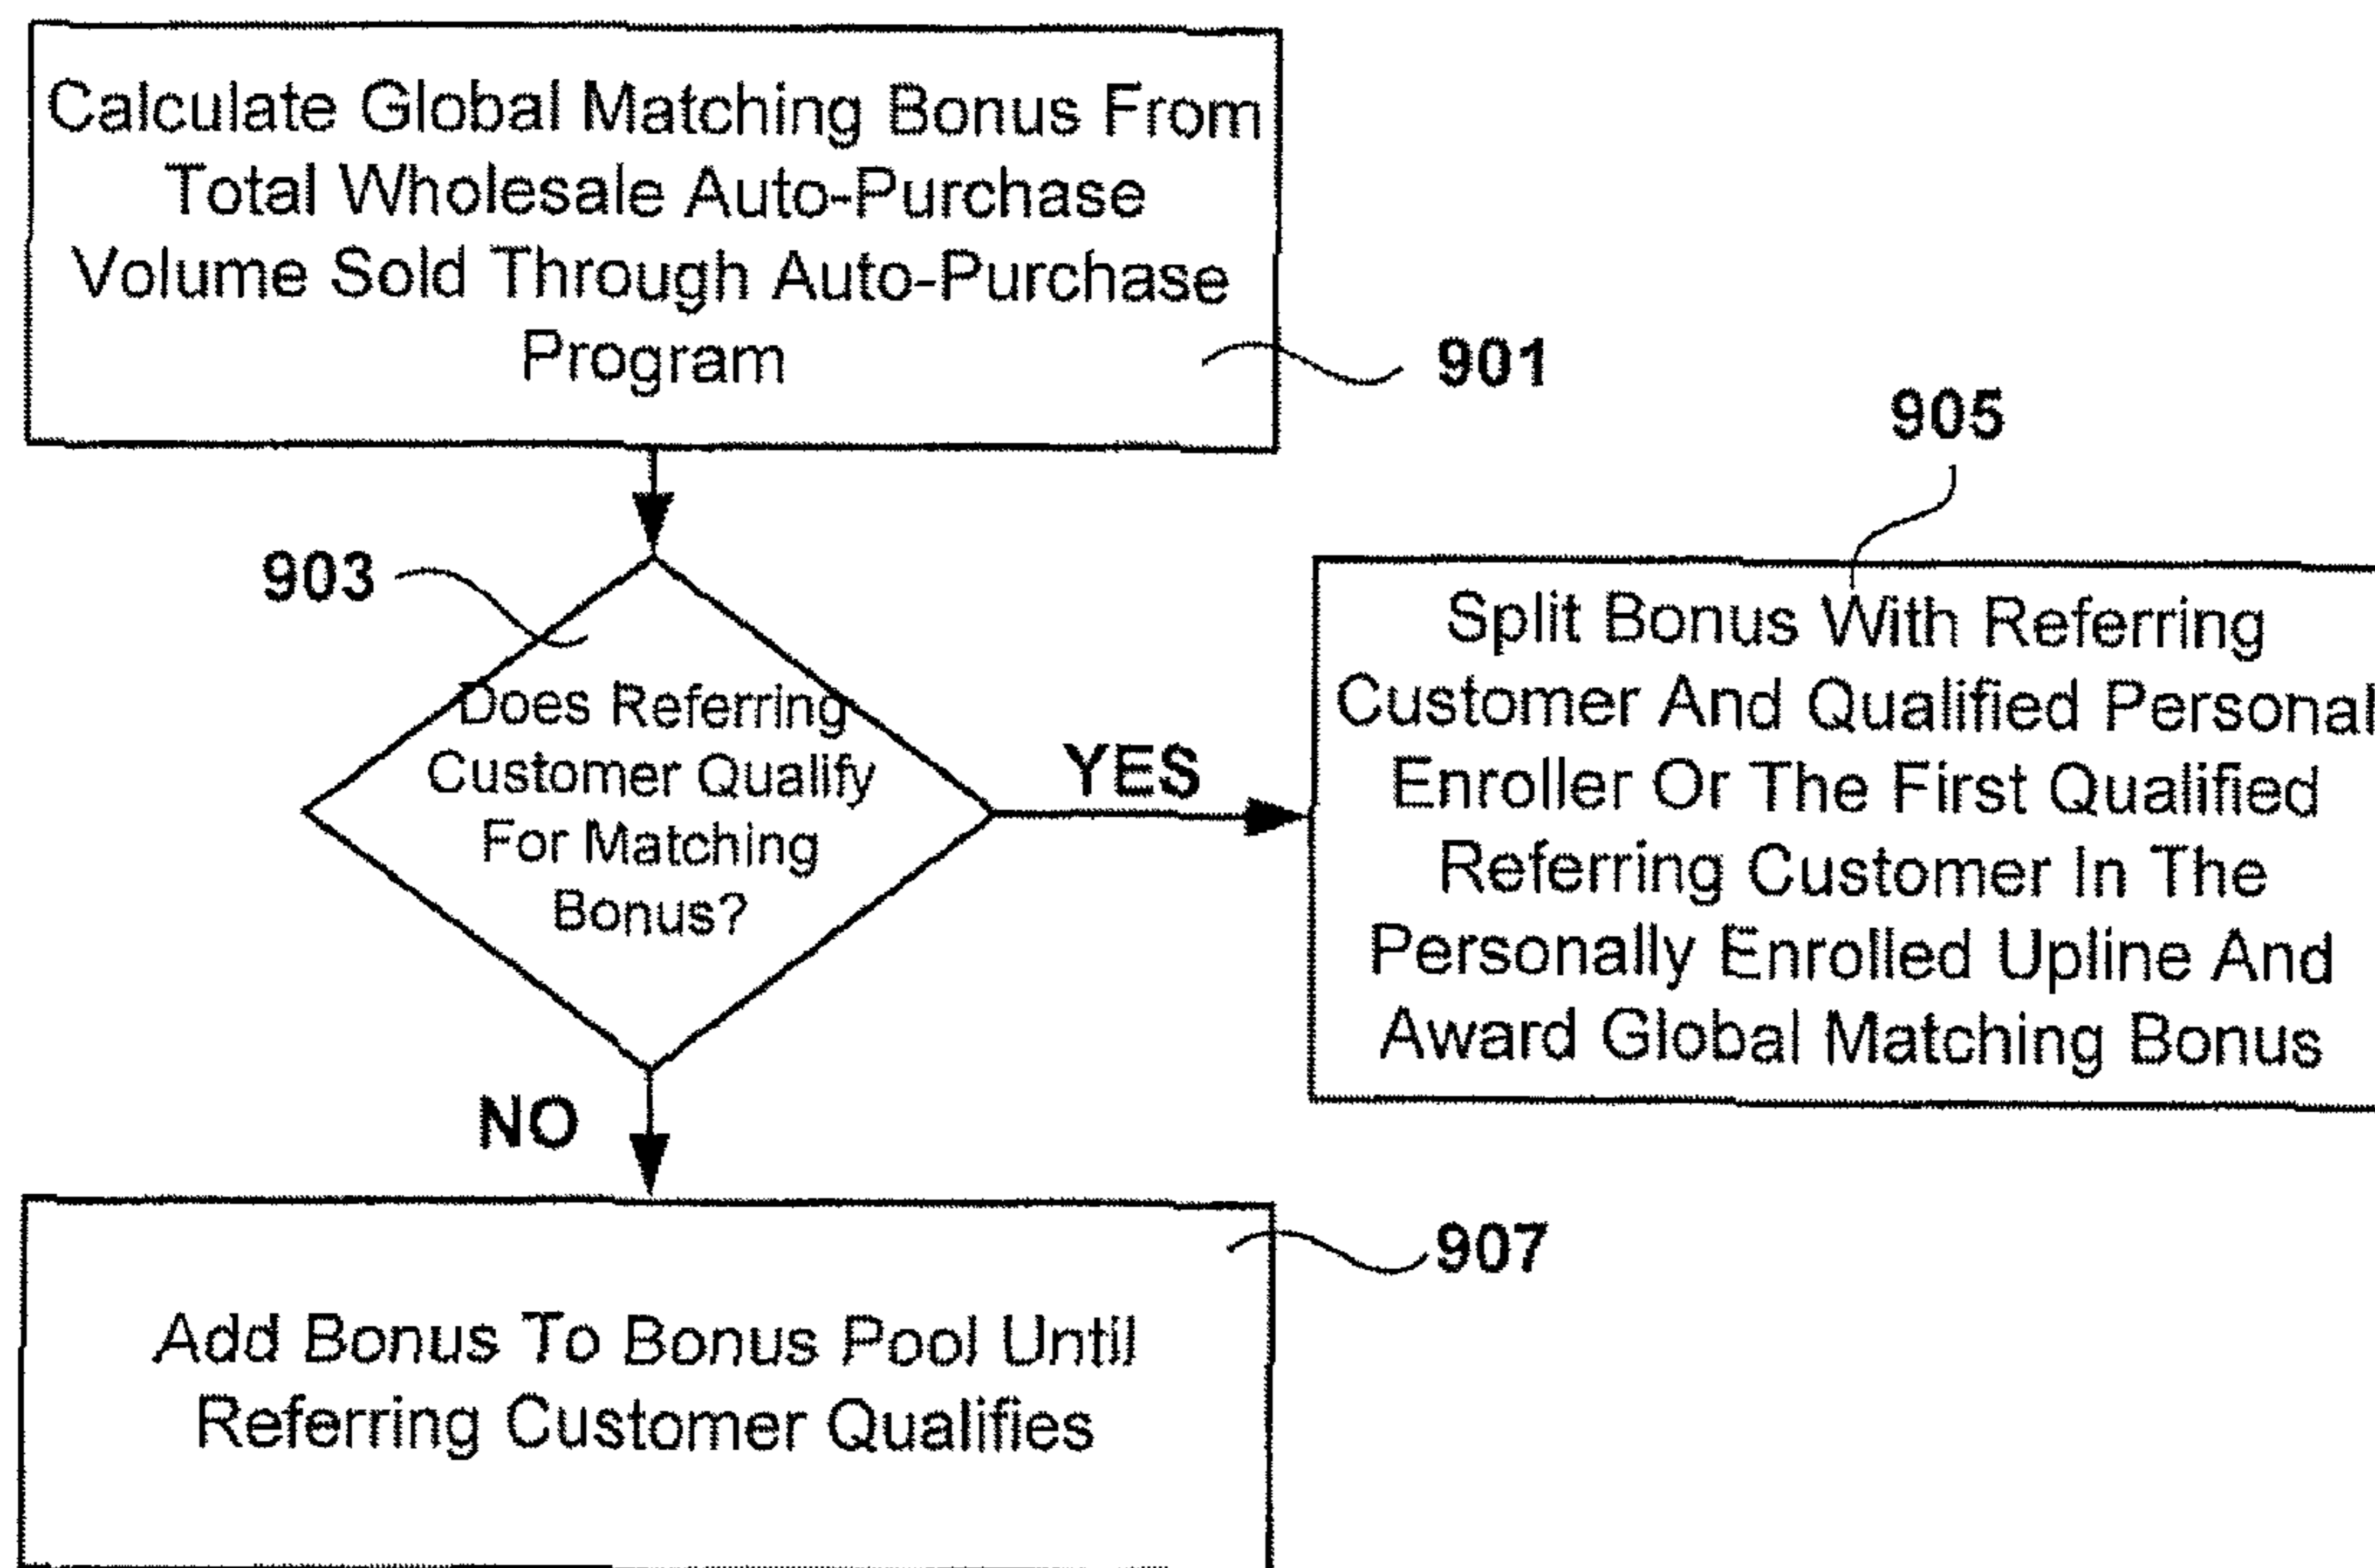 Calculate Global Matching Bonus From
Total Wholesale Auto-Purchase
Volume Sold Through Auto-Purchase
Program
901
905
903
Does Referring
Customer Qualify
For Matching
Bonus?
YES
Split Bonus With Referring
Customer And Qualified Personal
Enroller Or The First Qualified
Referring Customer In The
Personally Enrolled Upline And
Award Global Matching Bonus
NO
907
Add Bonus To Bonus Pool Until
Referring Customer Qualifies